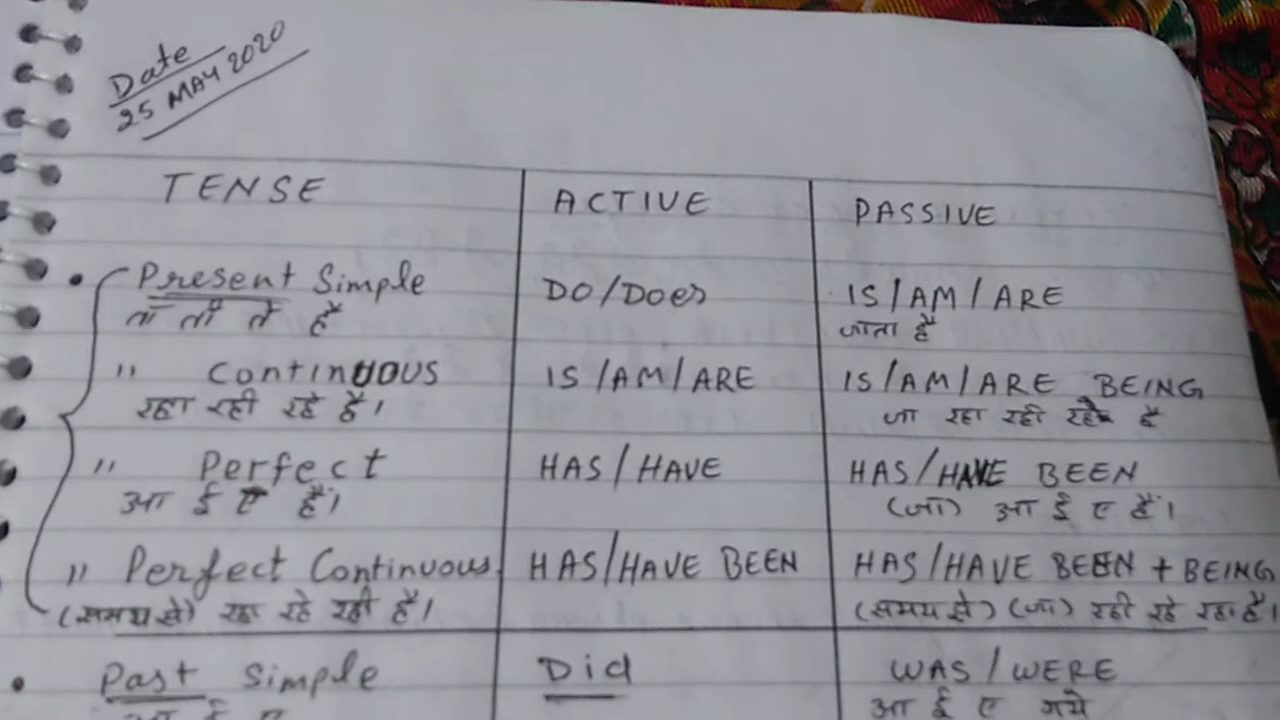 Date
25 MAY 2020
TENSE ACTIVE PASSIVE
• Present Simple DO/DOES IS/AM/ARE
ता ती ते हैं जाता है
" Continuous IS/AM/ARE IS/AM/ARE BEING
रहा रही रहे हैं। जा रहा रही रहे हैं
" Perfect HAS/HAVE HAS/HAVE BEEN
आ ई ए हैं। (जा) आ ई ए हैं।
" Perfect Continuous HAS/HAVE BEEN HAS/HAVE BEEN + BEING
(समय से) रहा रहे रही हैं। (समय से) (जा) रही रहे रहा हैं।
• Past Simple Did WAS/WERE
आ ई ए गये